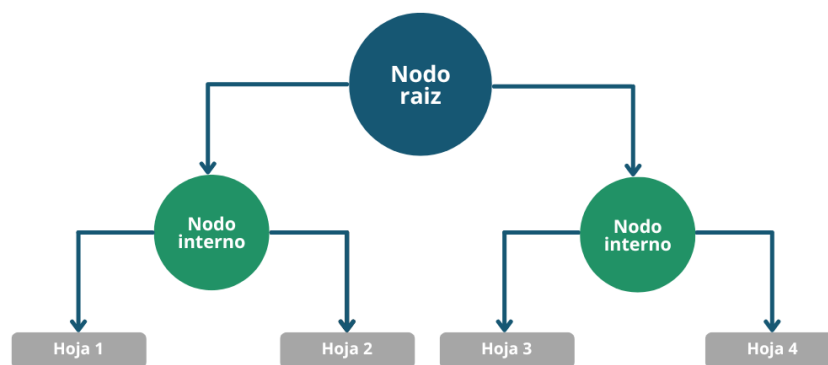 Nodo
raiz
Nodo
interno
Nodo
interno
Hoja 1
Hoja 2
Hoja 3
Hoja 4